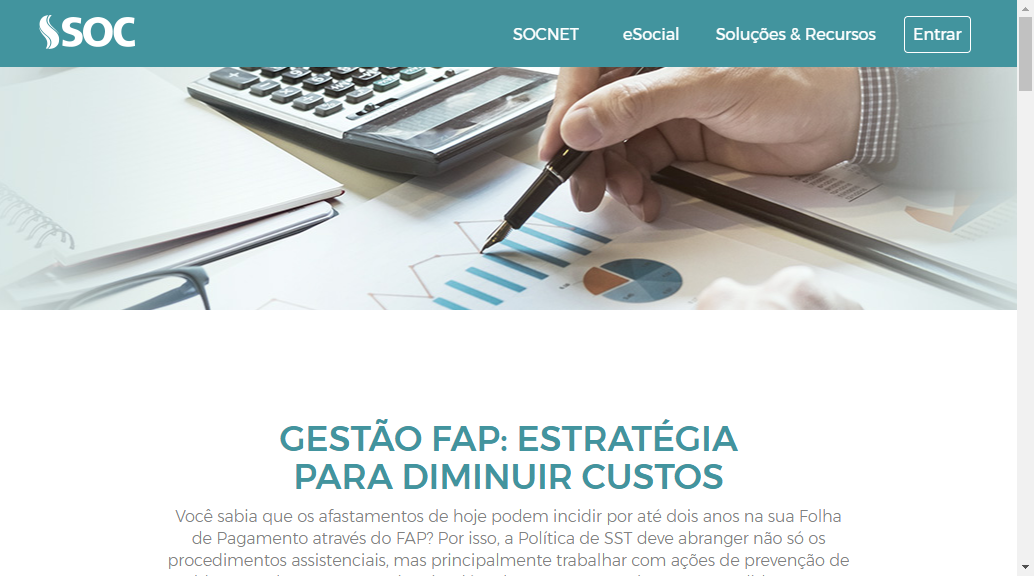 SOC
SOCNET eSocial Soluções & Recursos Entrar
GESTÃO FAP: ESTRATÉGIA
PARA DIMINUIR CUSTOS
Você sabia que os afastamentos de hoje podem incidir por até dois anos na sua Folha
de Pagamento através do FAP? Por isso, a Política de SST deve abranger não só os
procedimentos assistenciais, mas principalmente trabalhar com ações de prevenção de